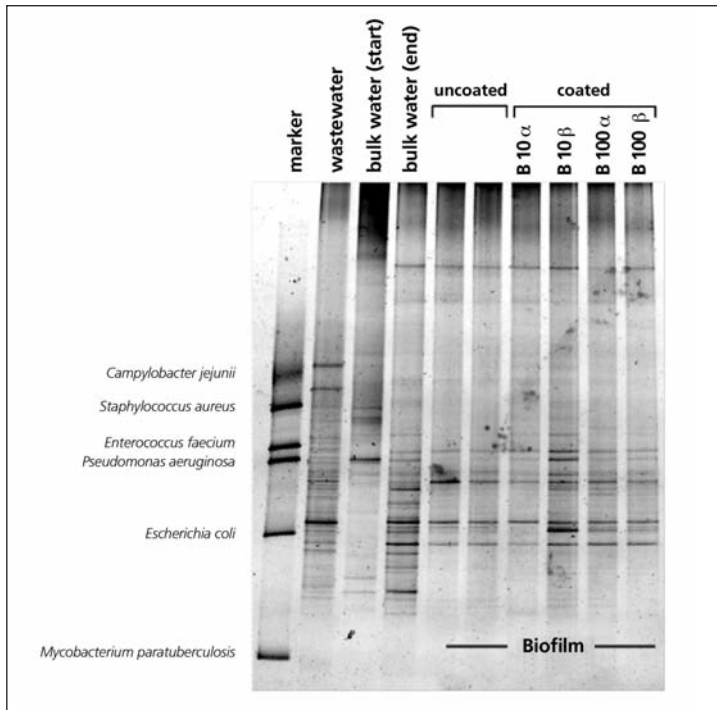 marker
wastewater
bulk water (start)
bulk water (end)
uncoated
coated
B 10 α
B 10 β
B 100 α
B 100 β
Campylobacter jejunii
Staphylococcus aureus
Enterococcus faecium
Pseudomonas aeruginosa
Escherichia coli
Mycobacterium paratuberculosis
Biofilm